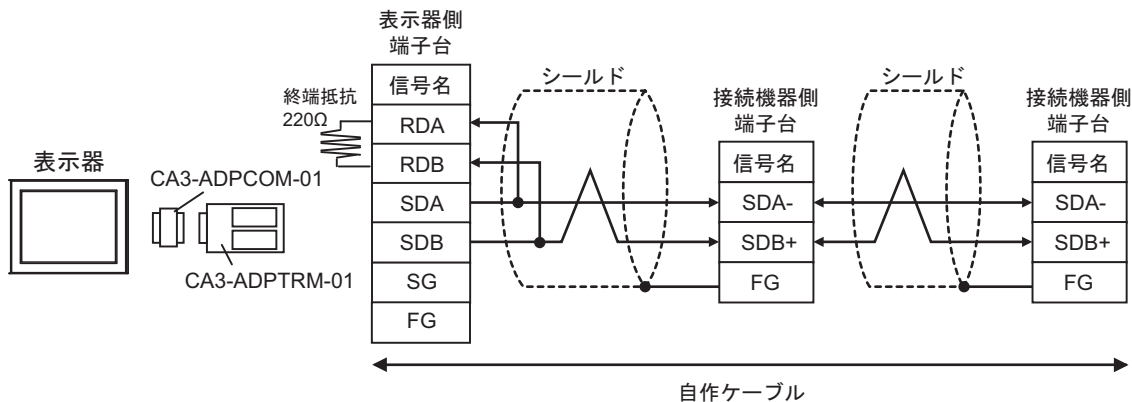 表示器
CA3-ADPCOM-01
CA3-ADPTRM-01
終端抵抗
220Ω
表示器側
端子台
信号名
RDA
RDB
SDA
SDB
SG
FG
シールド
接続機器側
端子台
信号名
SDA-
SDB+
FG
シールド
接続機器側
端子台
信号名
SDA-
SDB+
FG
自作ケーブル